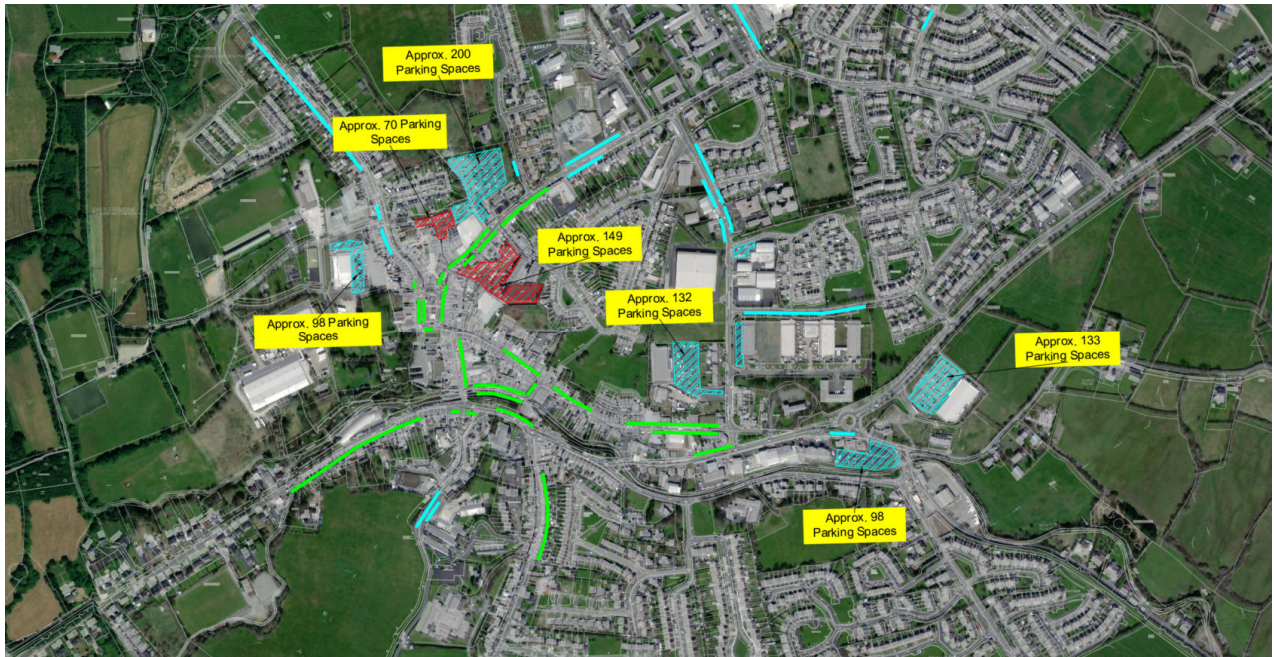 Approx. 200
Parking Spaces
Approx. 70 Parking
Spaces
Approx. 149
Parking Spaces
Approx. 132
Parking Spaces
Approx. 98 Parking
Spaces
Approx. 133
Parking Spaces
Approx. 98
Parking Spaces